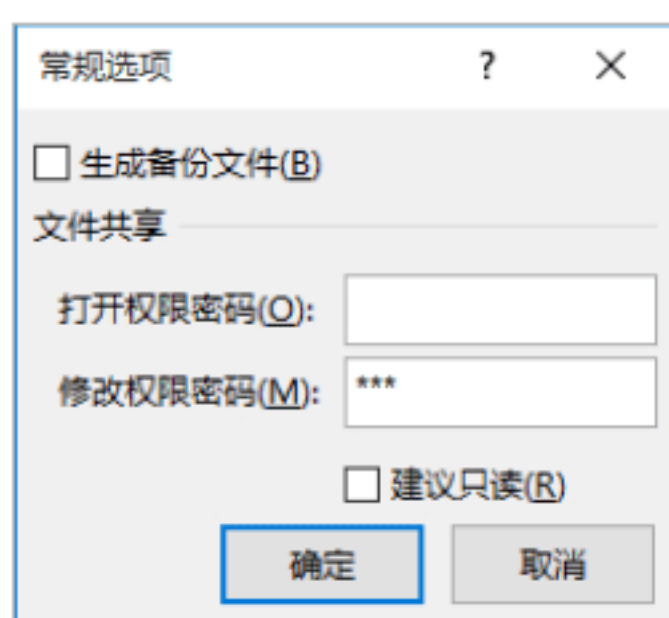 常规选项 ?
生成备份文件(B)
文件共享
打开权限密码(O):
修改权限密码(M): ***
建议只读(R)
确定 取消